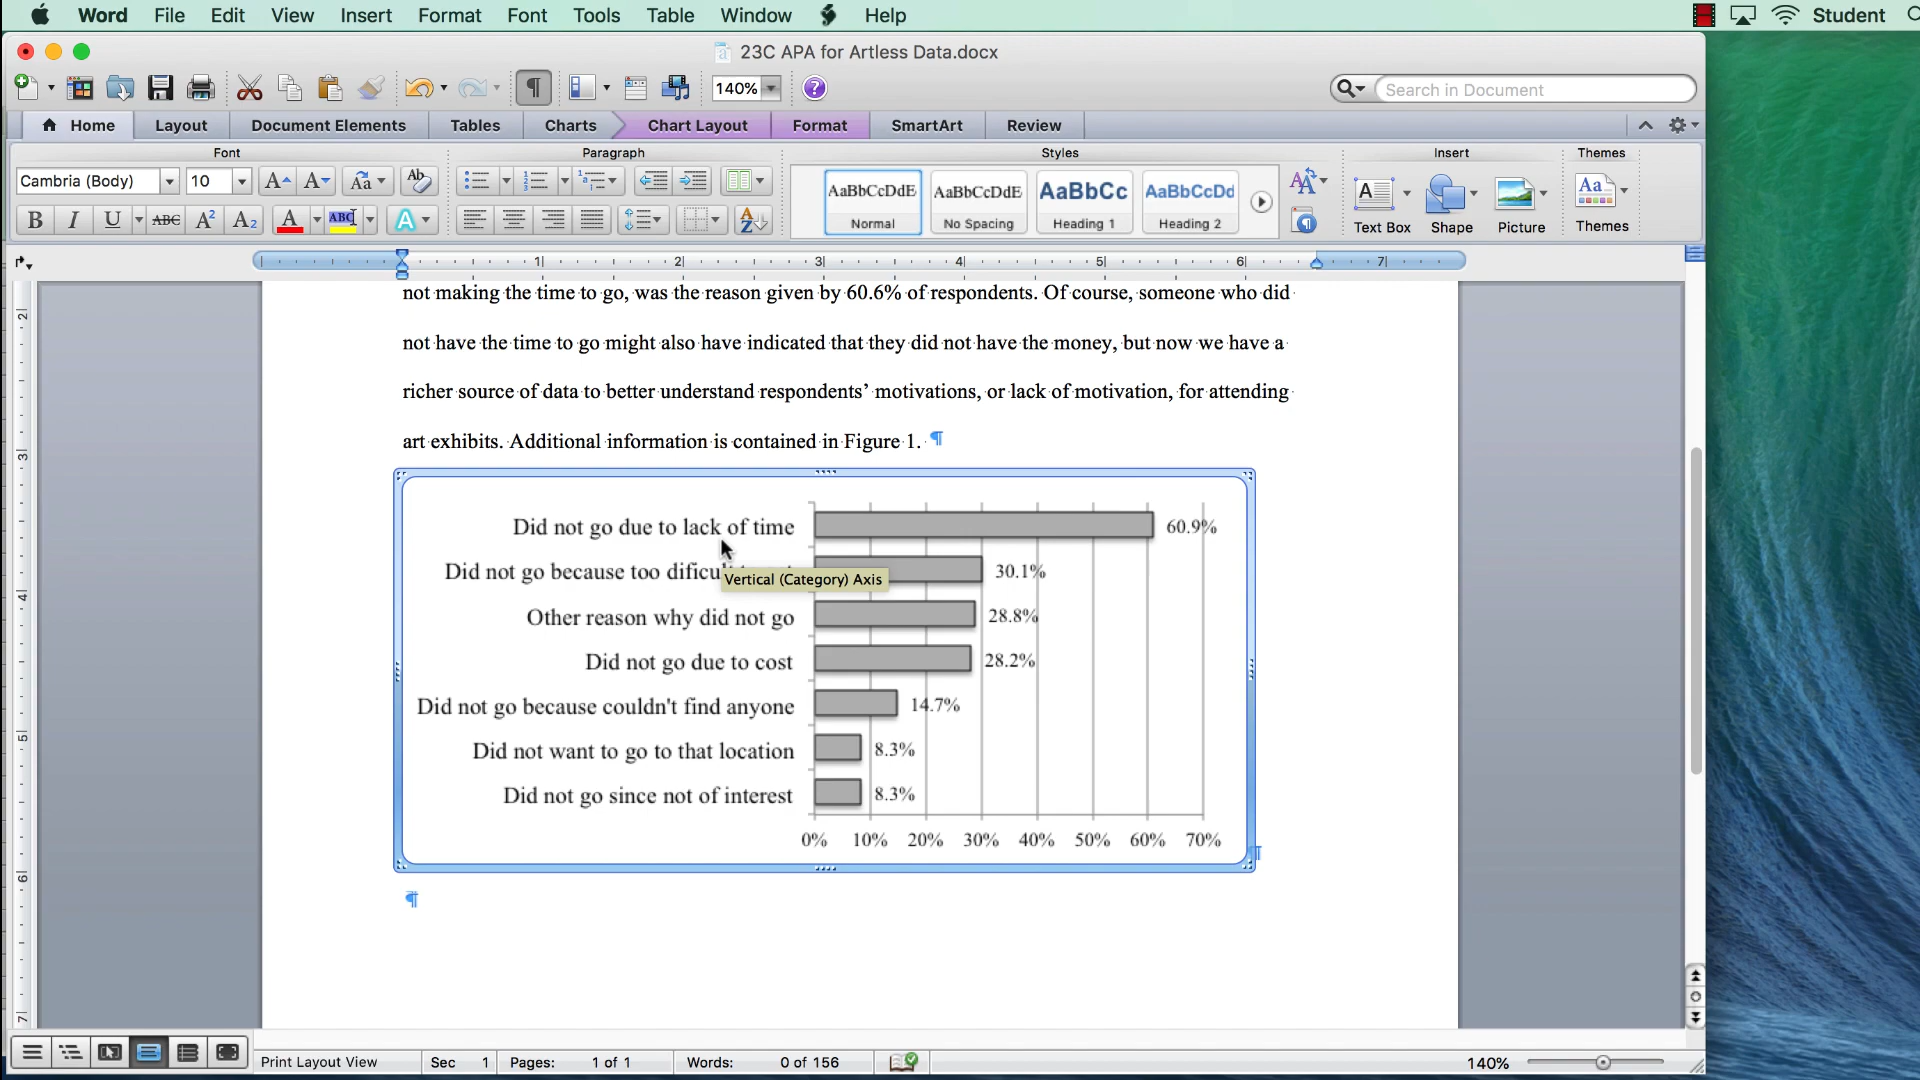 Word File Edit View Insert Format Font Tools Table Window Help Student
23C APA for Artless Data.docx
140% Search in Document
Home Layout Document Elements Tables Charts Chart Layout Format SmartArt Review
Font Paragraph Styles Insert Themes
Cambria (Body) 10 AaBbCcDdE AaBbCcDdE AaBbCc AaBbCcDd
Normal No Spacing Heading 1 Heading 2 Text Box Shape Picture Themes
1 2 3 4 5 6 7
not making the time to go, was the reason given by 60.6% of respondents. Of course, someone who did
not have the time to go might also have indicated that they did not have the money, but now we have a
richer source of data to better understand respondents’ motivations, or lack of motivation, for attending
art exhibits. Additional information is contained in Figure 1. ¶
Did not go due to lack of time 60.9%
Did not go because too dificu 30.1%
Vertical (Category) Axis
Other reason why did not go 28.8%
Did not go due to cost 28.2%
Did not go because couldn't find anyone 14.7%
Did not want to go to that location 8.3%
Did not go since not of interest 8.3%
0% 10% 20% 30% 40% 50% 60% 70%
¶
¶
Print Layout View Sec 1 Pages: 1 of 1 Words: 0 of 156 140%